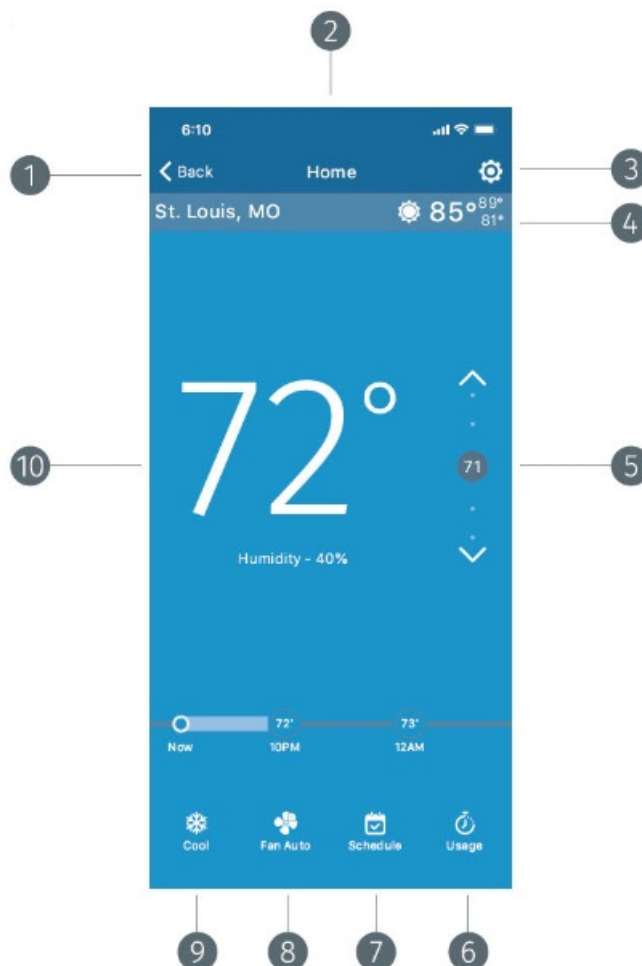 2
6:10
1
Back
Home
3
St. Louis, MO
85°
89°
81°
4
72°
71
10
5
Humidity - 40%
72°
73°
Now
10PM
12AM
Cool
Fan Auto
Schedule
Usage
9
8
7
6